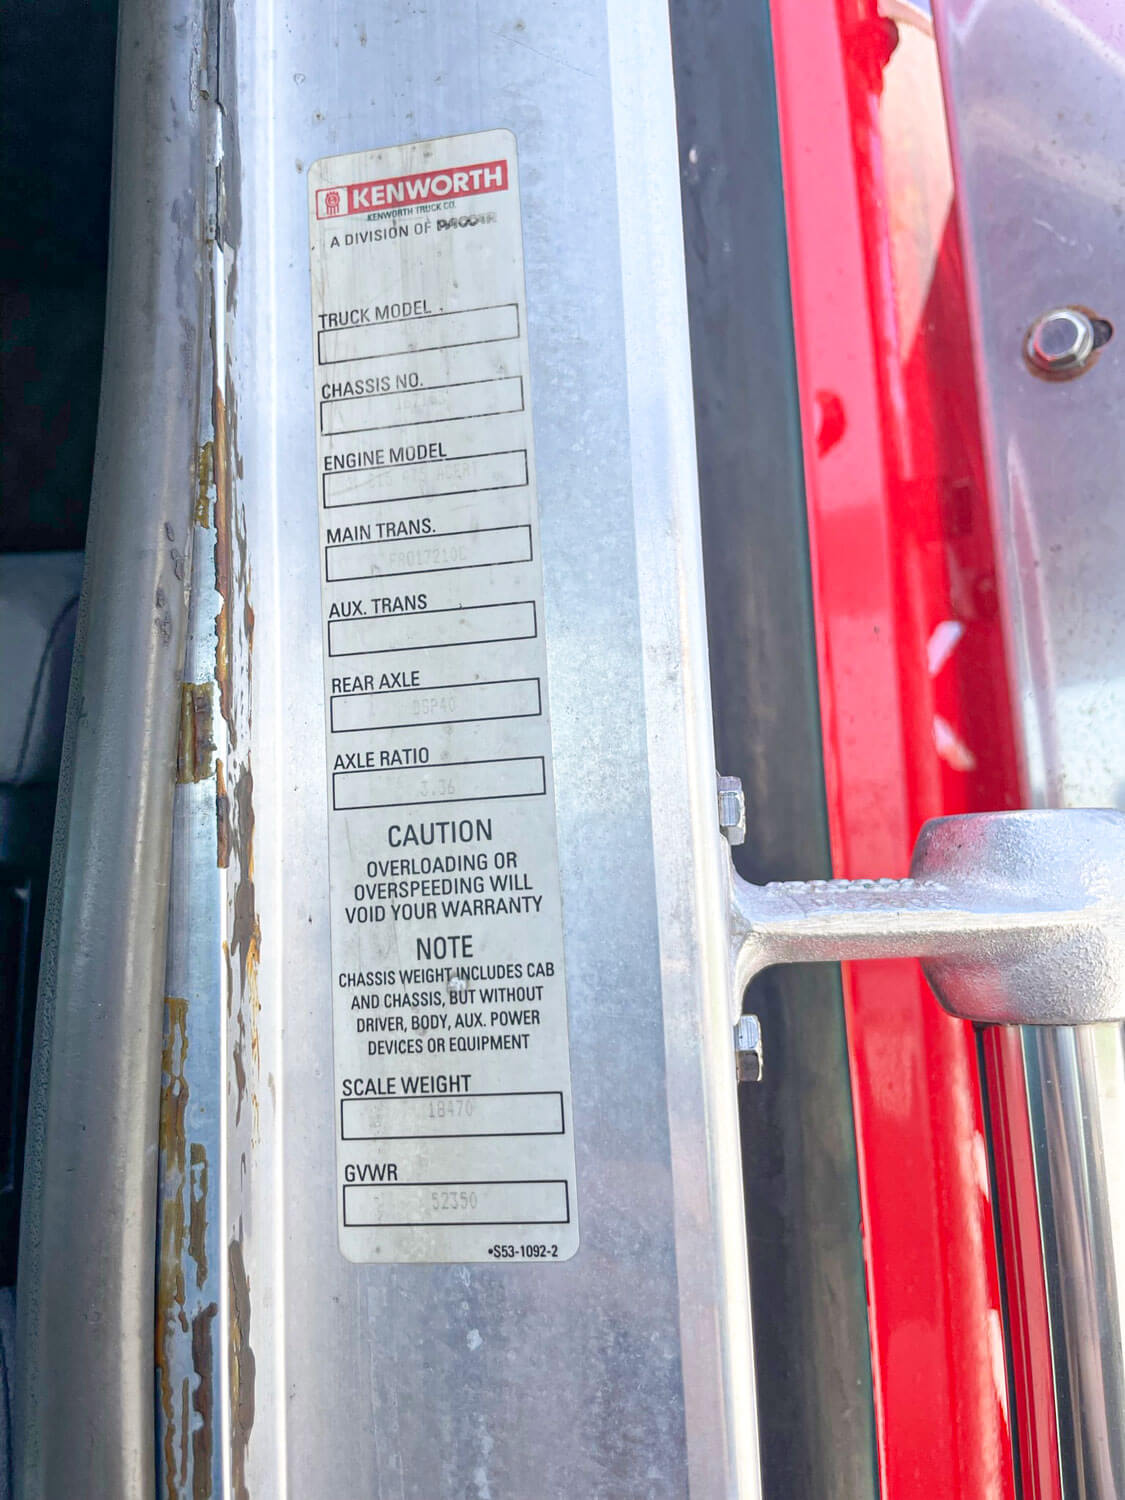 KENWORTH
KENWORTH TRUCK CO.
A DIVISION OF PACCAR
TRUCK MODEL
CHASSIS NO.
ENGINE MODEL
ACERT
MAIN TRANS.
AUX. TRANS
REAR AXLE
DSP40
AXLE RATIO
3.36
CAUTION
OVERLOADING OR
OVERSPEEDING WILL
VOID YOUR WARRANTY
NOTE
CHASSIS WEIGHT INCLUDES CAB
AND CHASSIS, BUT WITHOUT
DRIVER, BODY, AUX. POWER
DEVICES OR EQUIPMENT
SCALE WEIGHT
18470
GVWR
52350
•S53-1092-2